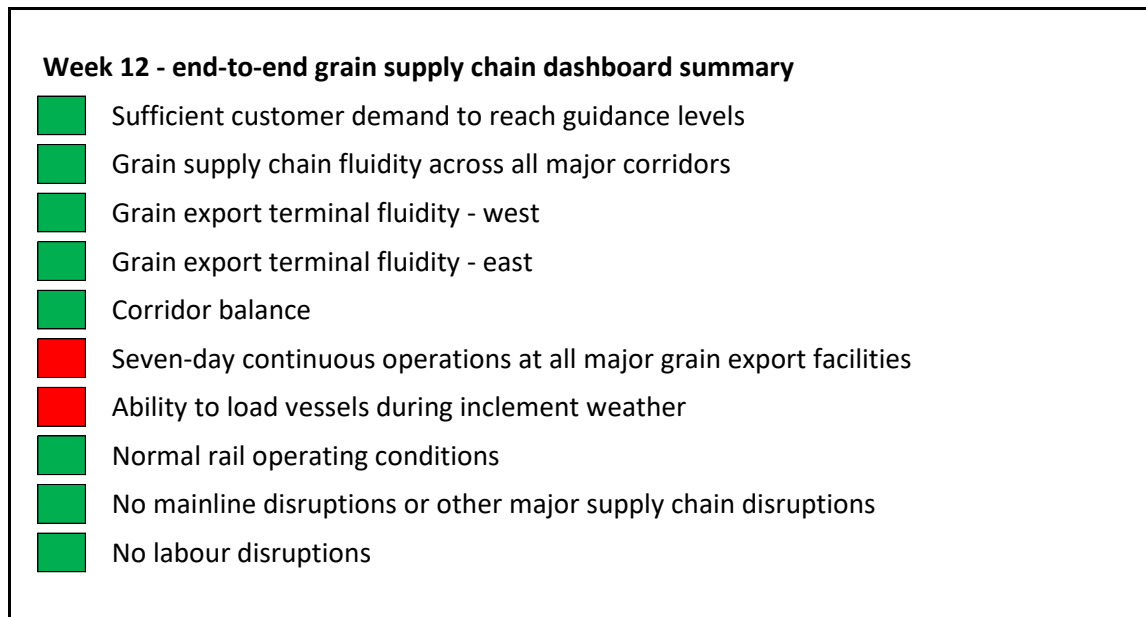 Week 12 - end-to-end grain supply chain dashboard summary
Sufficient customer demand to reach guidance levels
Grain supply chain fluidity across all major corridors
Grain export terminal fluidity - west
Grain export terminal fluidity - east
Corridor balance
Seven-day continuous operations at all major grain export facilities
Ability to load vessels during inclement weather
Normal rail operating conditions
No mainline disruptions or other major supply chain disruptions
No labour disruptions